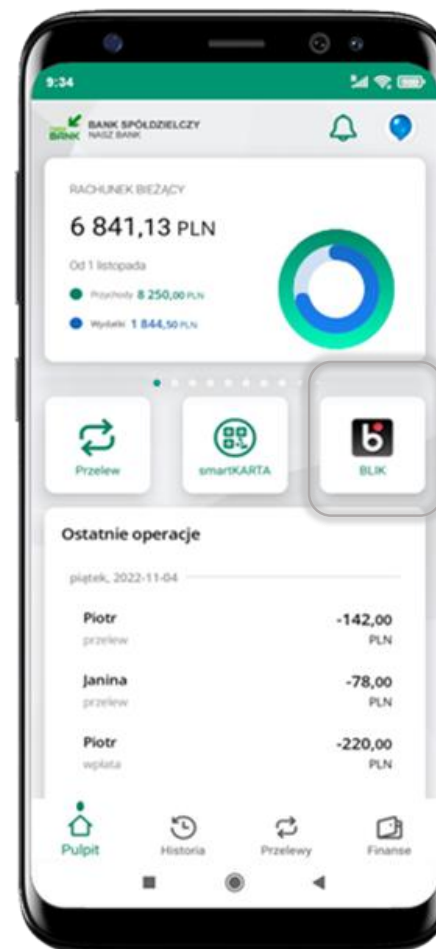 9:34
BANK SPÓŁDZIELCZY
NASZ BANK
RACHUNEK BIEŻĄCY
6 841,13 PLN
Od 1 listopada
Przychody 8 250,00 PLN
Wydatki 1 844,50 PLN
Przelew
smartKARTA
BLIK
Ostatnie operacje
piątek, 2022-11-04
Piotr -142,00
przelew PLN
Janina -78,00
przelew PLN
Piotr -220,00
wpłata PLN
Pulpit Historia Przelewy Finanse